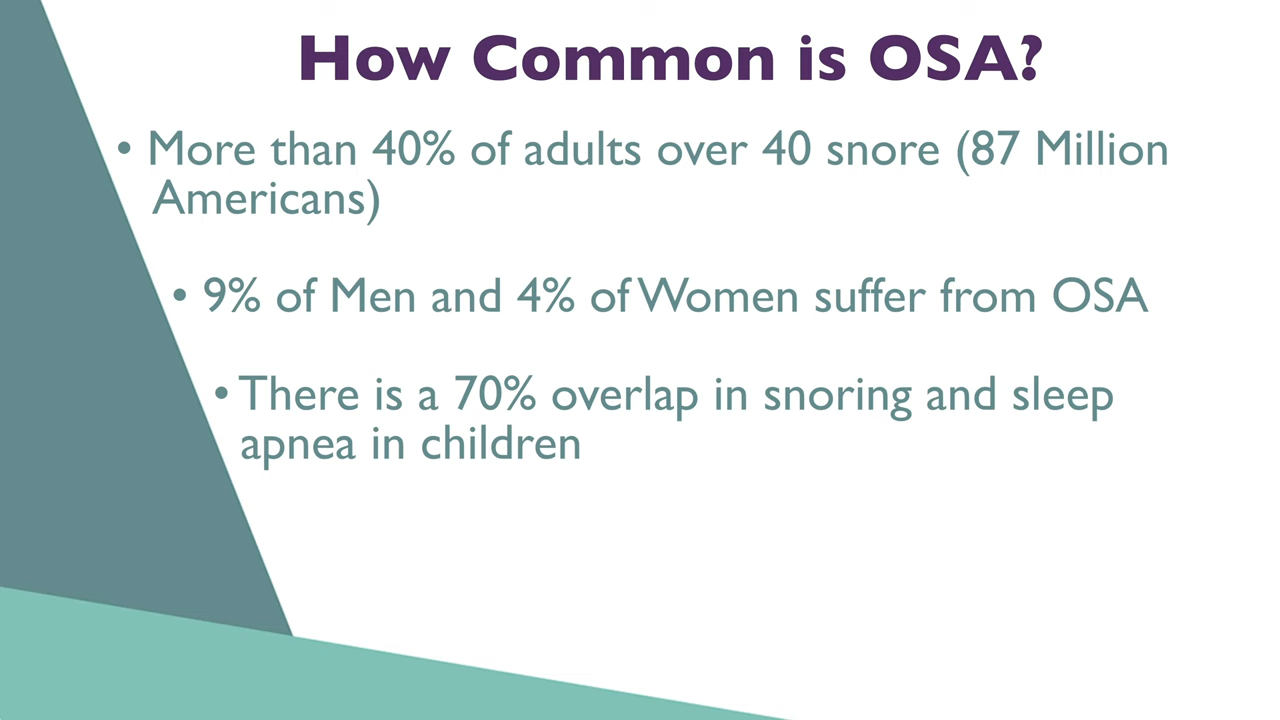 How Common is OSA?
• More than 40% of adults over 40 snore (87 Million
Americans)
• 9% of Men and 4% of Women suffer from OSA
• There is a 70% overlap in snoring and sleep
apnea in children